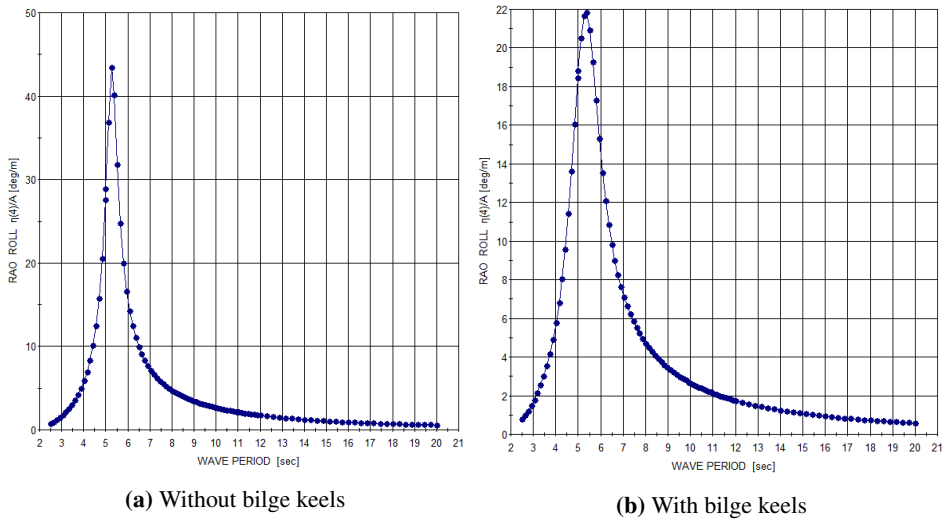 50
40
30
20
10
0
RAO ROLL η(4)/A [deg/m]
2 3 4 5 6 7 8 9 10 11 12 13 14 15 16 17 18 19 20 21
WAVE PERIOD [sec]
(a) Without bilge keels
22
20
18
16
14
12
10
8
6
4
2
0
RAO ROLL η(4)/A [deg/m]
2 3 4 5 6 7 8 9 10 11 12 13 14 15 16 17 18 19 20 21
WAVE PERIOD [sec]
(b) With bilge keels